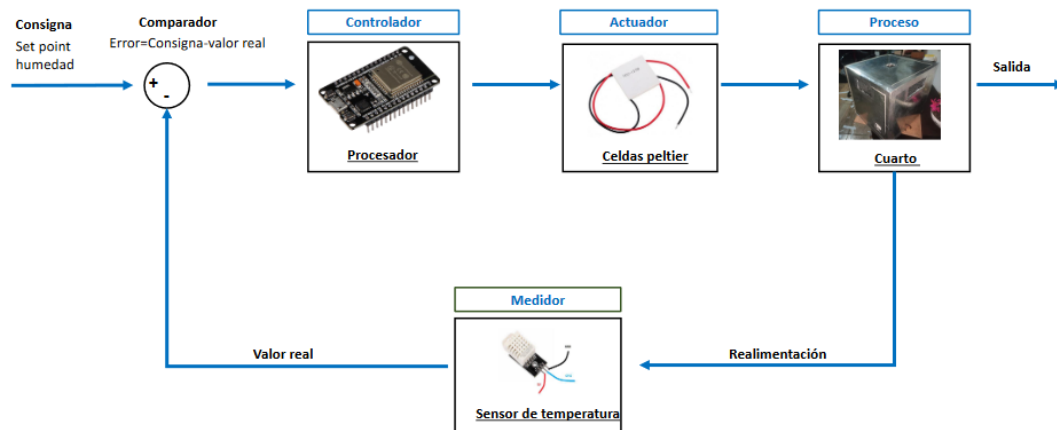 Consigna
Set point
humedad
Comparador
Error=Consigna-valor real
+
-
Controlador
Procesador
Actuador
Celdas peltier
Proceso
Cuarto
Salida
Medidor
Sensor de temperatura
Valor real
Realimentación